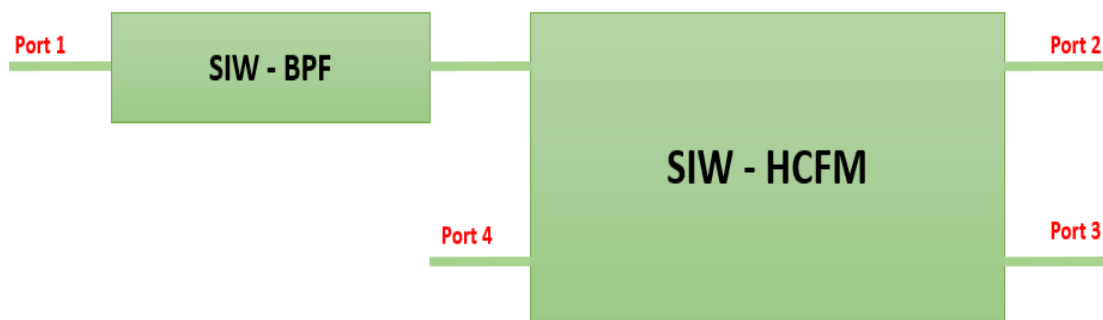 Port 1
SIW - BPF
Port 2
SIW - HCFM
Port 4
Port 3